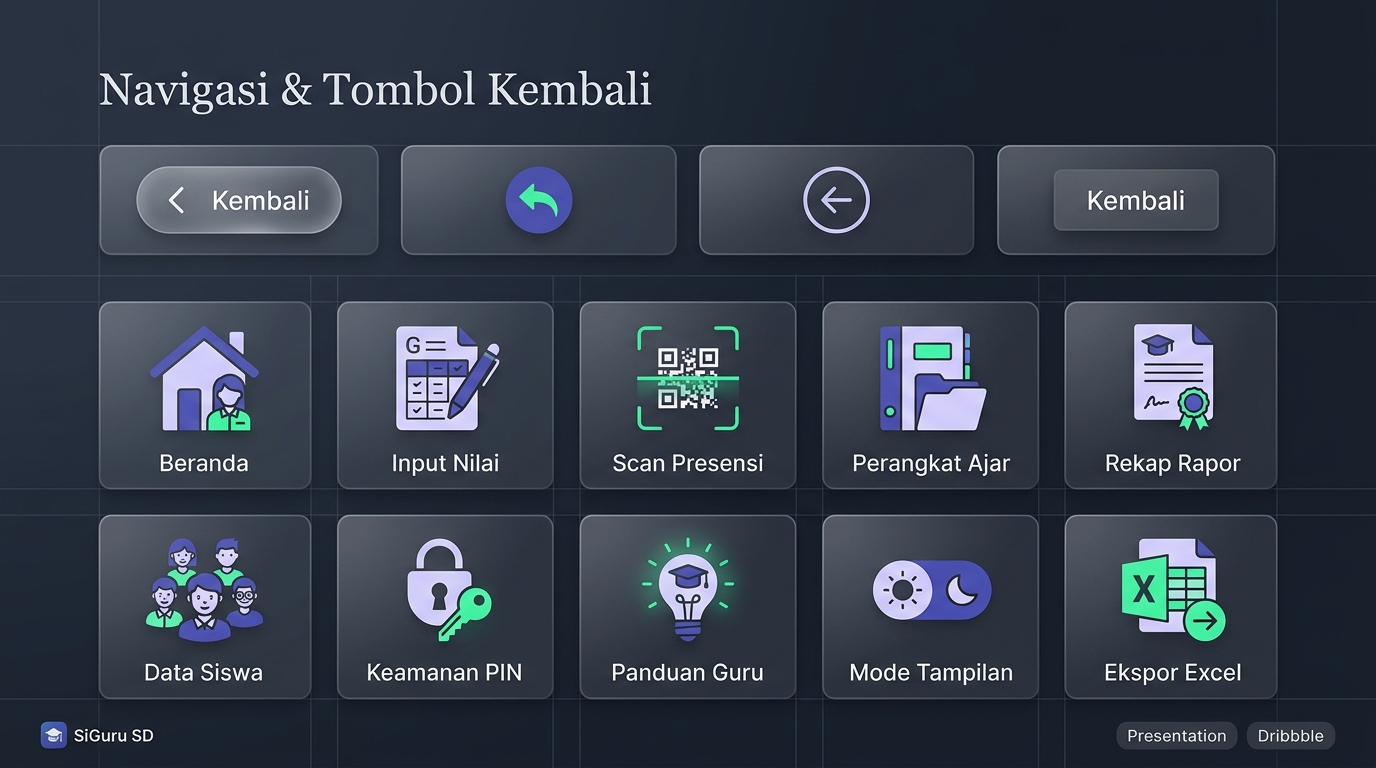 Navigasi & Tombol Kembali
Kembali
Kembali
G
Beranda
Input Nilai
Scan Presensi
Perangkat Ajar
Rekap Rapor
X
Data Siswa
Keamanan PIN
Panduan Guru
Mode Tampilan
Ekspor Excel
SiGuru SD
Presentation
Dribbble